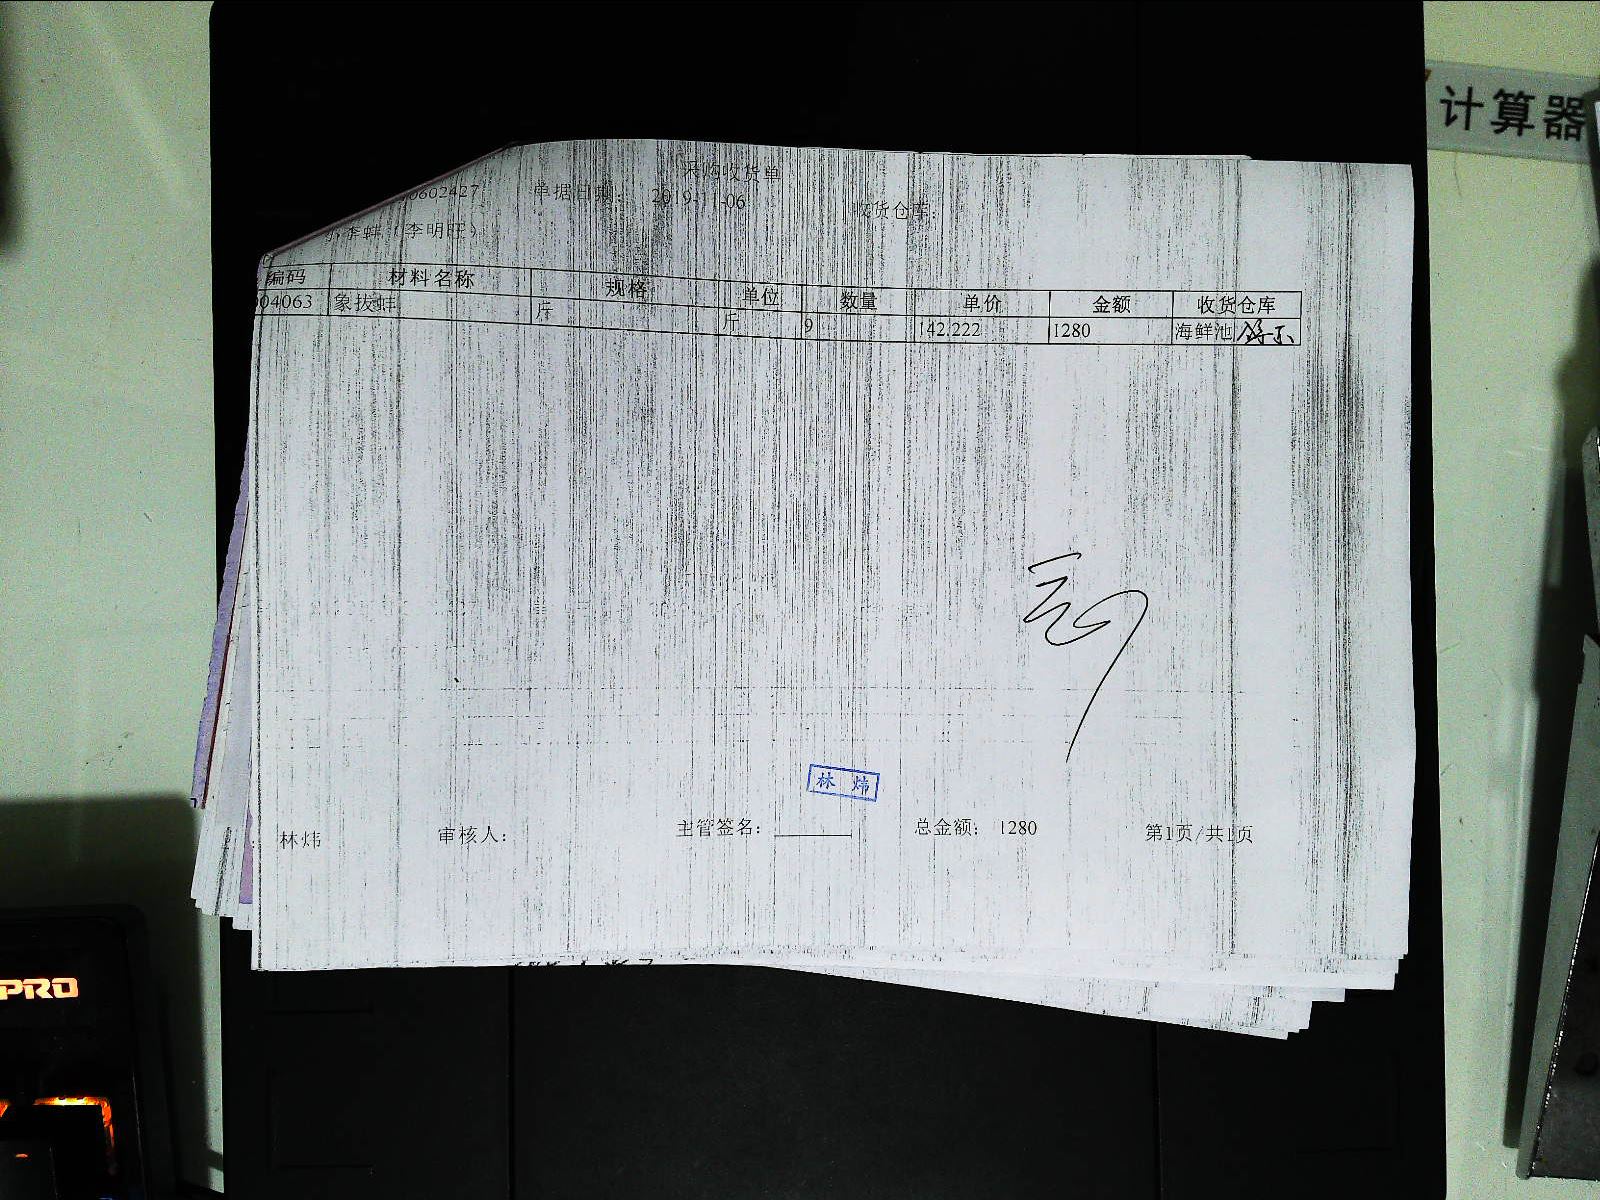 计算器
采购收货单
0602427 单据日期: 2019-11-06 收货仓库:
李蚌（李明旺）
编码 材料名称 规格 单位 数量 单价 金额 收货仓库
04063 象拔蚌 斤 斤 9 142.222 1280 海鲜池
林炜
林炜 审核人: 主管签名: 总金额: 1280 第1页/共1页
PRO